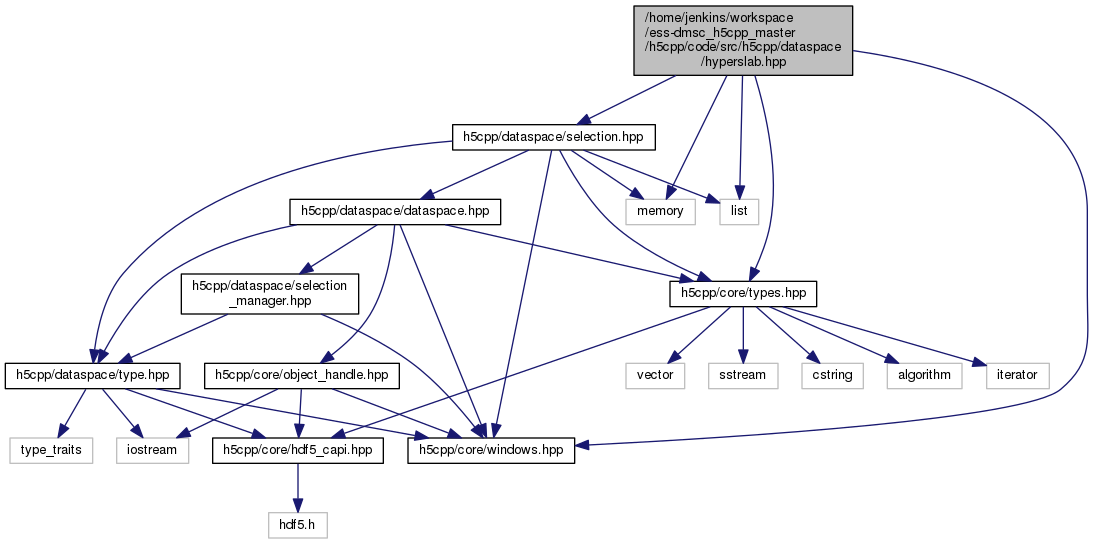 /home/jenkins/workspace
/ess-dmsc_h5cpp_master
/h5cpp/code/src/h5cpp/dataspace
/hyperslab.hpp
h5cpp/dataspace/selection.hpp
h5cpp/dataspace/dataspace.hpp
memory
list
h5cpp/dataspace/selection
_manager.hpp
h5cpp/core/types.hpp
h5cpp/dataspace/type.hpp
h5cpp/core/object_handle.hpp
vector
sstream
cstring
algorithm
iterator
type_traits
iostream
h5cpp/core/hdf5_capi.hpp
h5cpp/core/windows.hpp
hdf5.h